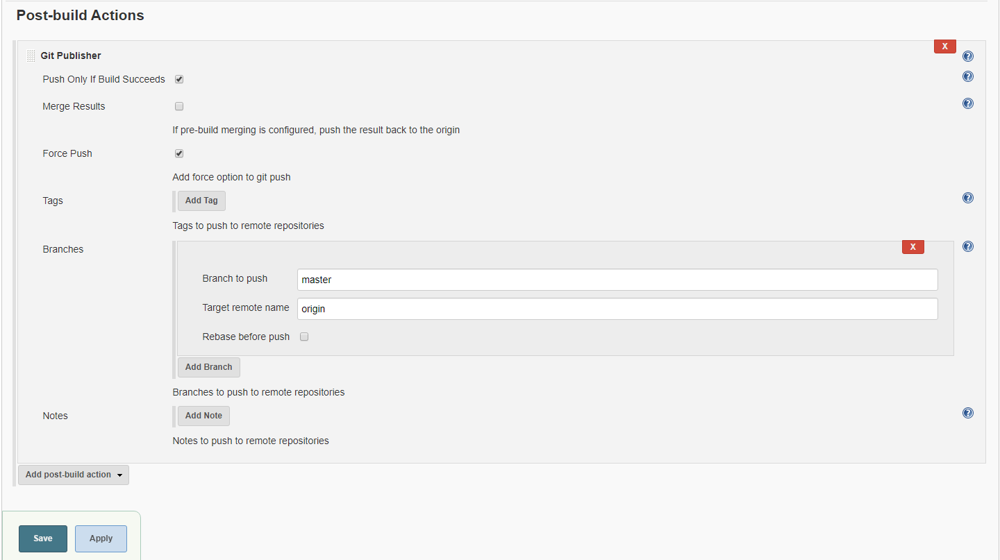 Post-build Actions
Git Publisher
X
?
Push Only If Build Succeeds
?
Merge Results
?
If pre-build merging is configured, push the result back to the origin
Force Push
Add force option to git push
Tags
Add Tag
?
Tags to push to remote repositories
Branches
X
?
Branch to push
master
Target remote name
origin
Rebase before push
Add Branch
Branches to push to remote repositories
Notes
Add Note
?
Notes to push to remote repositories
Add post-build action
Save
Apply